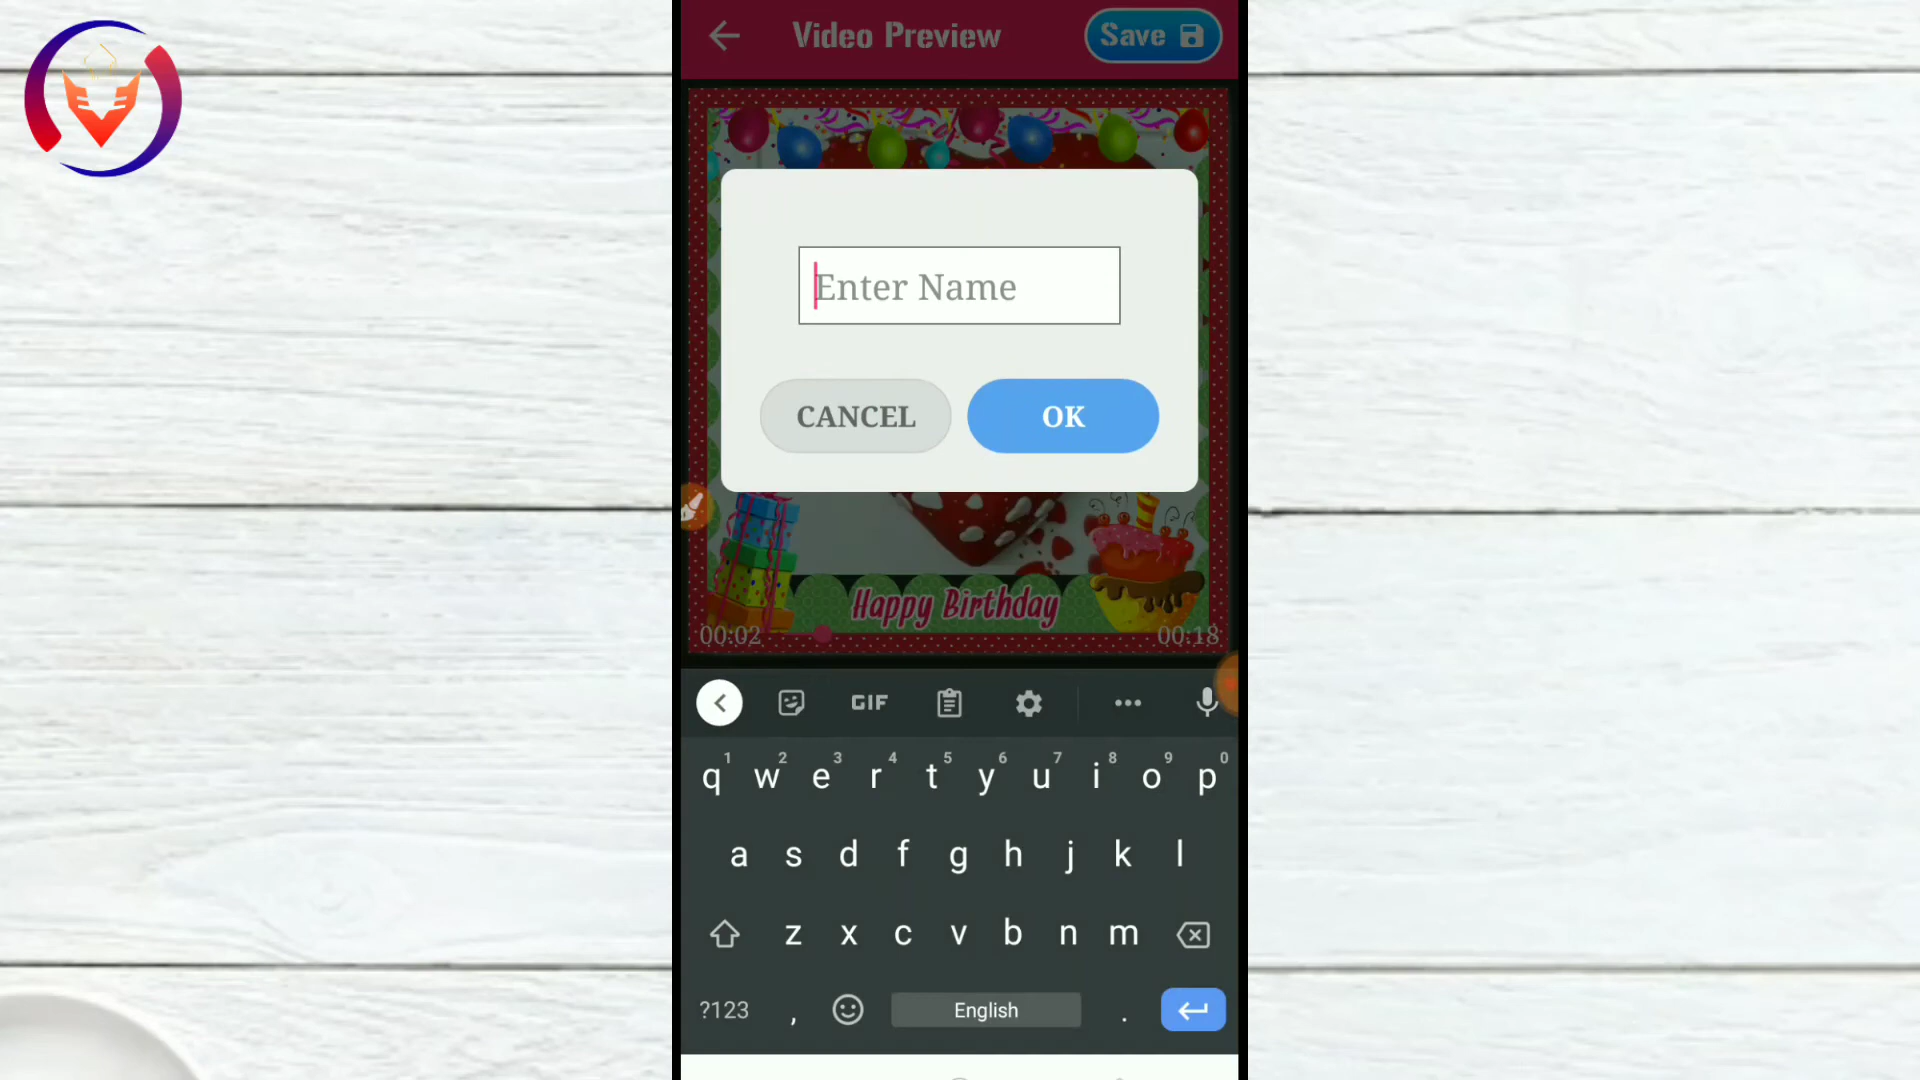 Video Preview
Save
Enter Name
CANCEL
OK
Happy Birthday
00:02
00:18
GIF
1 2 3 4 5 6 7 8 9 0
q w e r t y u i o p
a s d f g h j k l
z x c v b n m
?123 , English .